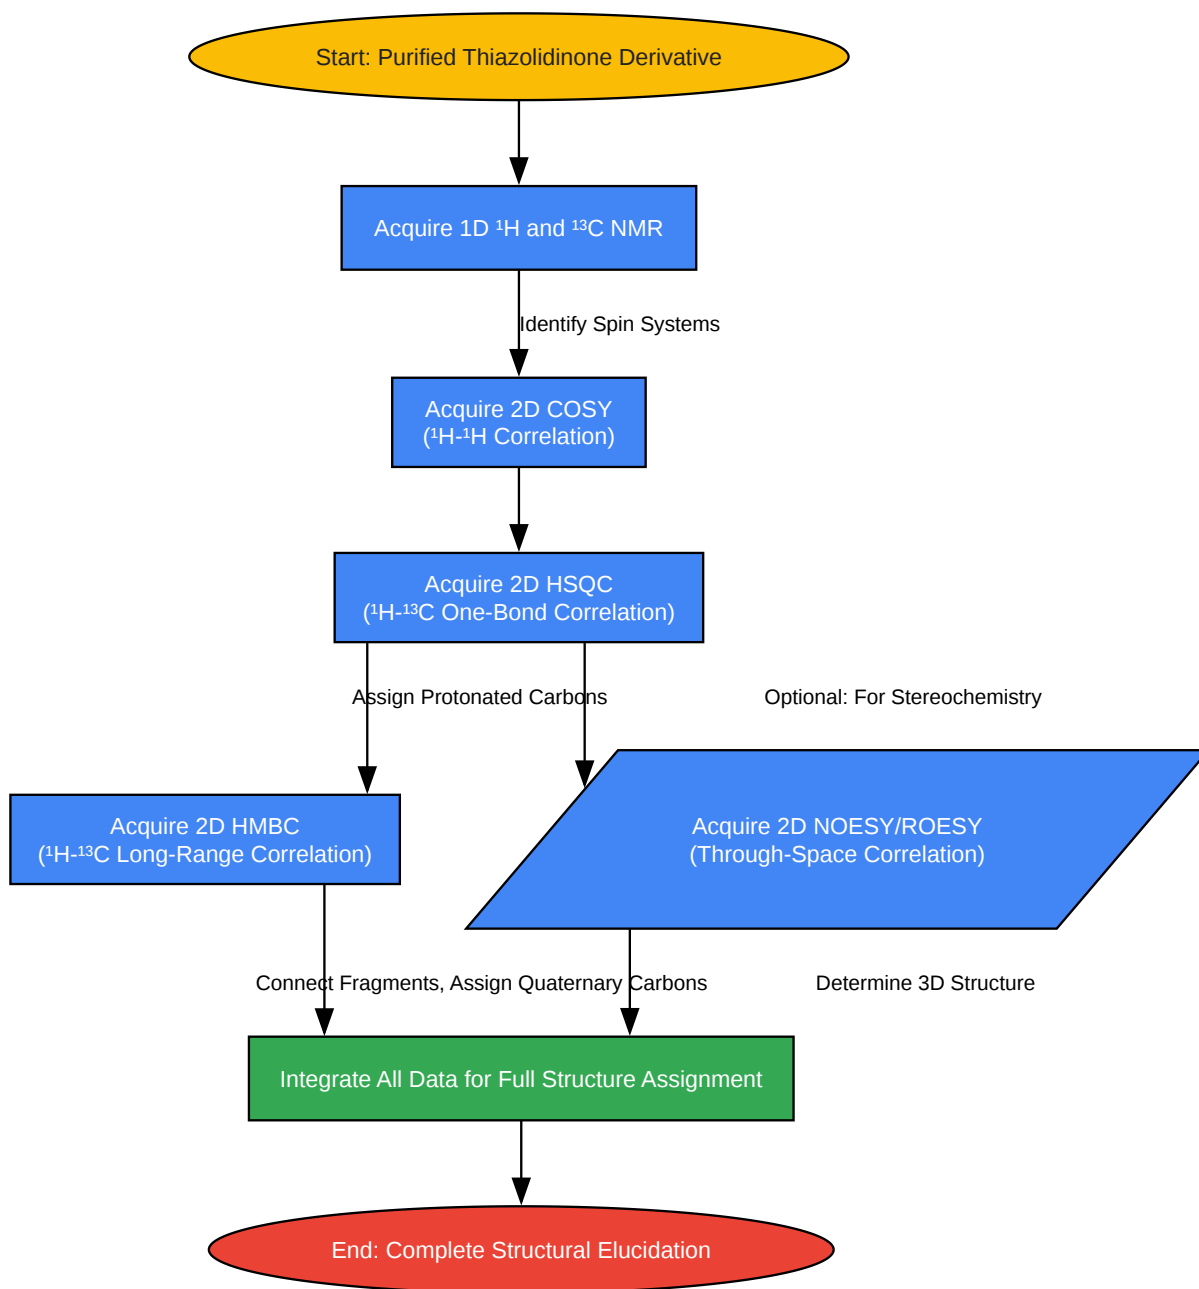 Start: Purified Thiazolidinone Derivative
Acquire 1D ¹H and ¹³C NMR
Identify Spin Systems
Acquire 2D COSY
(¹H-¹H Correlation)
Acquire 2D HSQC
(¹H-¹³C One-Bond Correlation)
Assign Protonated Carbons
Optional: For Stereochemistry
Acquire 2D HMBC
(¹H-¹³C Long-Range Correlation)
Acquire 2D NOESY/ROESY
(Through-Space Correlation)
Connect Fragments, Assign Quaternary Carbons
Determine 3D Structure
Integrate All Data for Full Structure Assignment
End: Complete Structural Elucidation